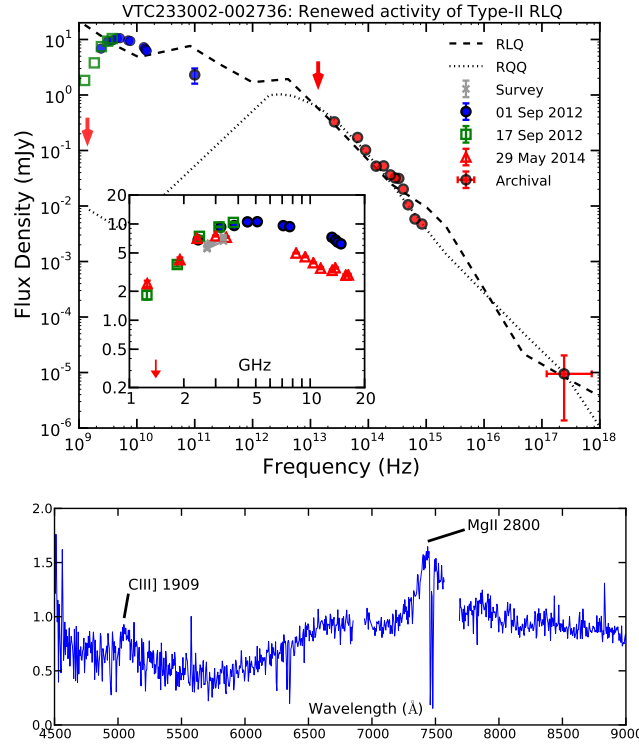 VTC233002-002736: Renewed activity of Type-II RLQ
Flux Density (mJy)
10^1
10^0
10^-1
10^-2
10^-3
10^-4
10^-5
10^-6
RLQ
RQQ
Survey
01 Sep 2012
17 Sep 2012
29 May 2014
Archival
20
10
5
2
1.0
0.5
0.2
GHz
1 2 5 10 20
10^9 10^10 10^11 10^12 10^13 10^14 10^15 10^16 10^17 10^18
Frequency (Hz)
2.0
1.5
1.0
0.5
0.0
MgII 2800
CIII] 1909
Wavelength (Å)
4500 5000 5500 6000 6500 7000 7500 8000 8500 9000